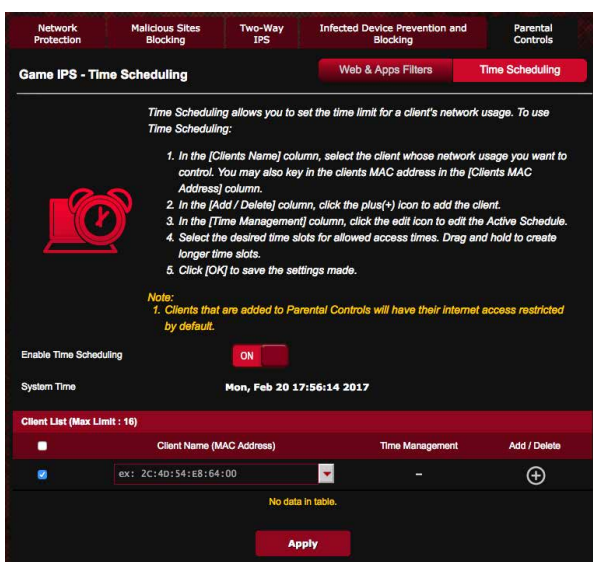 Network Protection
Malicious Sites Blocking
Two-Way IPS
Infected Device Prevention and Blocking
Parental Controls
Game IPS - Time Scheduling
Web & Apps Filters
Time Scheduling
Time Scheduling allows you to set the time limit for a client's network usage. To use
Time Scheduling:
1. In the [Clients Name] column, select the client whose network usage you want to
control. You may also key in the clients MAC address in the [Clients MAC
Address] column.
2. In the [Add / Delete] column, click the plus(+) icon to add the client.
3. In the [Time Management] column, click the edit icon to edit the Active Schedule.
4. Select the desired time slots for allowed access times. Drag and hold to create
longer time slots.
5. Click [OK] to save the settings made.
Note:
1. Clients that are added to Parental Controls will have their internet access restricted
by default.
Enable Time Scheduling
ON
System Time
Mon, Feb 20 17:56:14 2017
Client List (Max Limit : 16)
Client Name (MAC Address)
Time Management
Add / Delete
ex: 2C:4D:54:E8:64:00
-
No data in table.
Apply